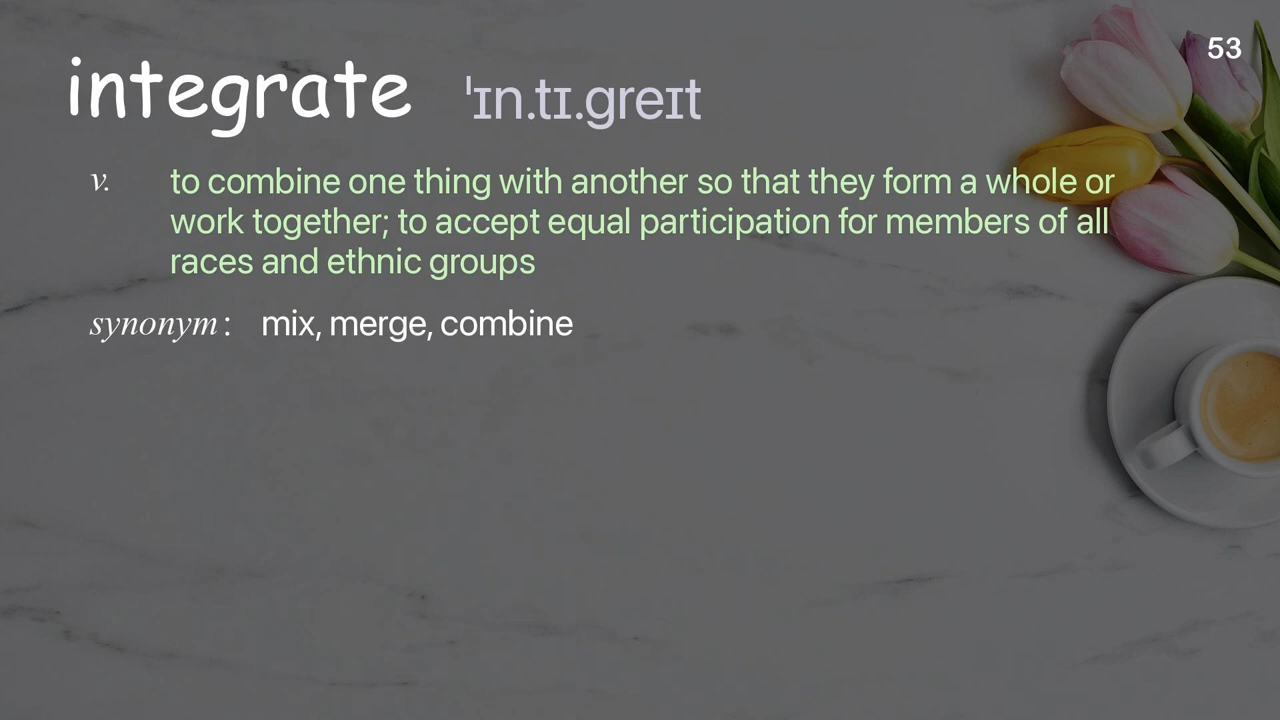 53
integrate ˈɪn.tɪ.greɪt
v. to combine one thing with another so that they form a whole or
work together; to accept equal participation for members of all
races and ethnic groups
synonym: mix, merge, combine